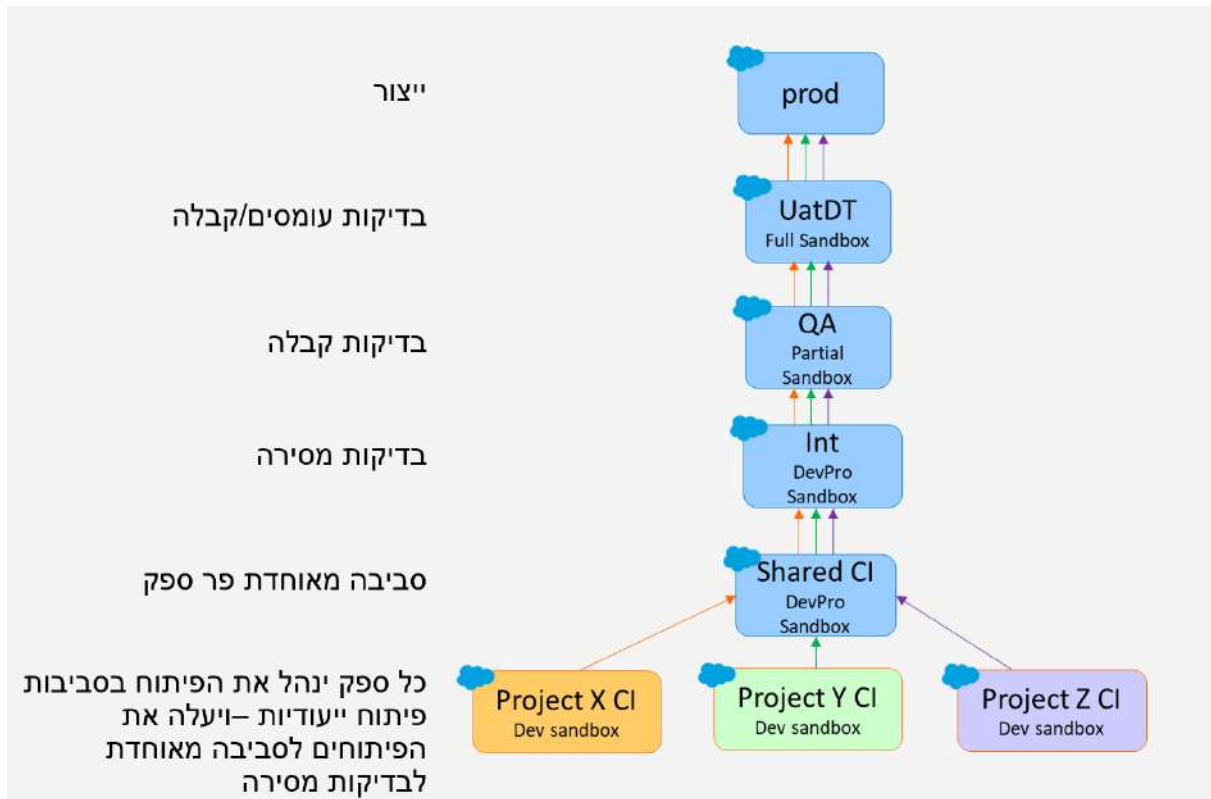 ייצור
prod
בדיקות עומסים/קבלה
UatDT
Full Sandbox
בדיקות קבלה
QA
Partial
Sandbox
בדיקות מסירה
Int
DevPro
Sandbox
סביבה מאוחדת פר ספק
Shared CI
DevPro
Sandbox
כל ספק ינהל את הפיתוח בסביבות
פיתוח ייעודיות –ויעלה את
הפיתוחים לסביבה מאוחדת
לבדיקות מסירה
Project X CI
Dev sandbox
Project Y CI
Dev sandbox
Project Z CI
Dev sandbox